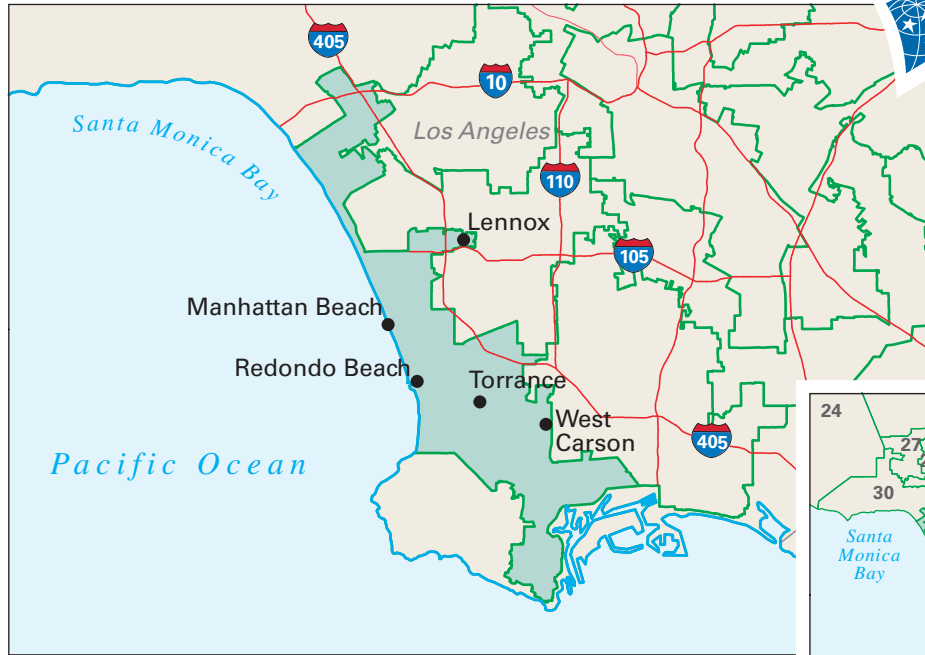 405
10
Santa Monica Bay
Los Angeles
110
Lennox
105
Manhattan Beach
Redondo Beach
Torrance
West
Carson
405
Pacific Ocean
24
27
30
Santa
Monica
Bay